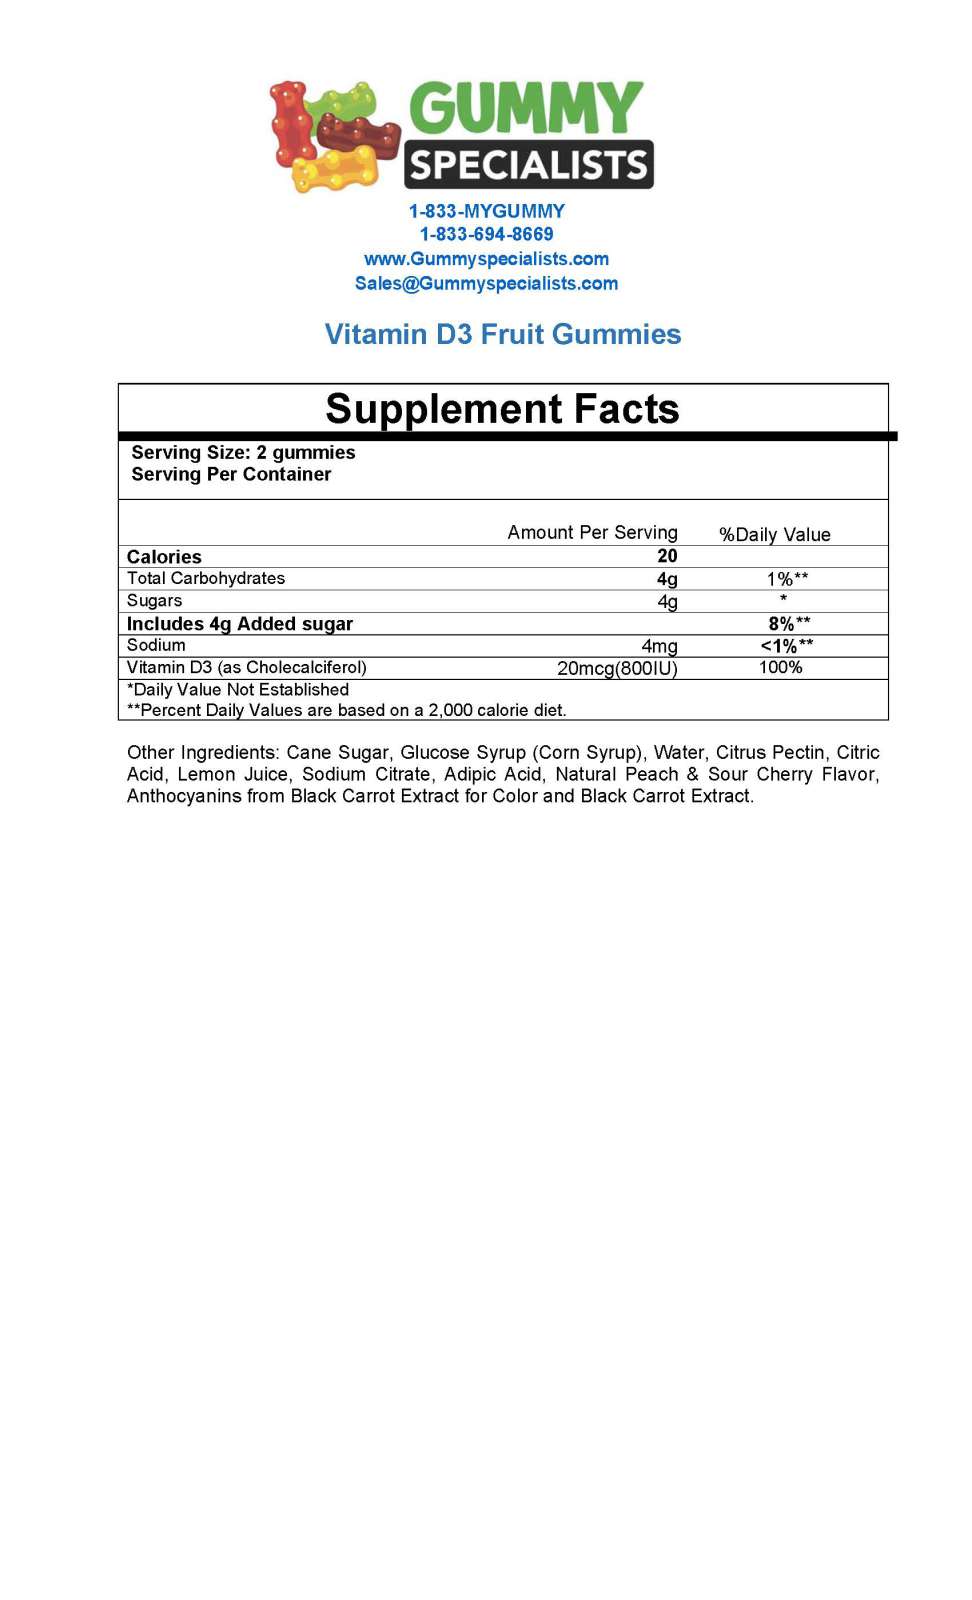 GUMMY
SPECIALISTS
1-833-MYGUMMY
1-833-694-8669
www.Gummyspecialists.com
Sales@Gummyspecialists.com
Vitamin D3 Fruit Gummies
Supplement Facts
Serving Size: 2 gummies
Serving Per Container
Amount Per Serving %Daily Value
Calories 20
Total Carbohydrates 4g 1%**
Sugars 4g *
Includes 4g Added sugar 8%**
Sodium 4mg <1%**
Vitamin D3 (as Cholecalciferol) 20mcg(800IU) 100%
*Daily Value Not Established
**Percent Daily Values are based on a 2,000 calorie diet.
Other Ingredients: Cane Sugar, Glucose Syrup (Corn Syrup), Water, Citrus Pectin, Citric
Acid, Lemon Juice, Sodium Citrate, Adipic Acid, Natural Peach & Sour Cherry Flavor,
Anthocyanins from Black Carrot Extract for Color and Black Carrot Extract.